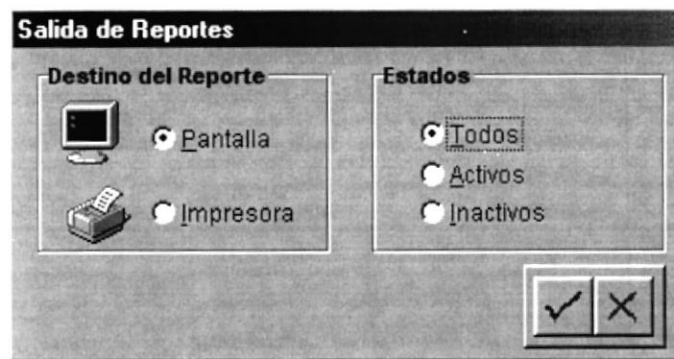 Salida de Reportes
Destino del Reporte
Pantalla
Impresora
Estados
Todos
Activos
Inactivos